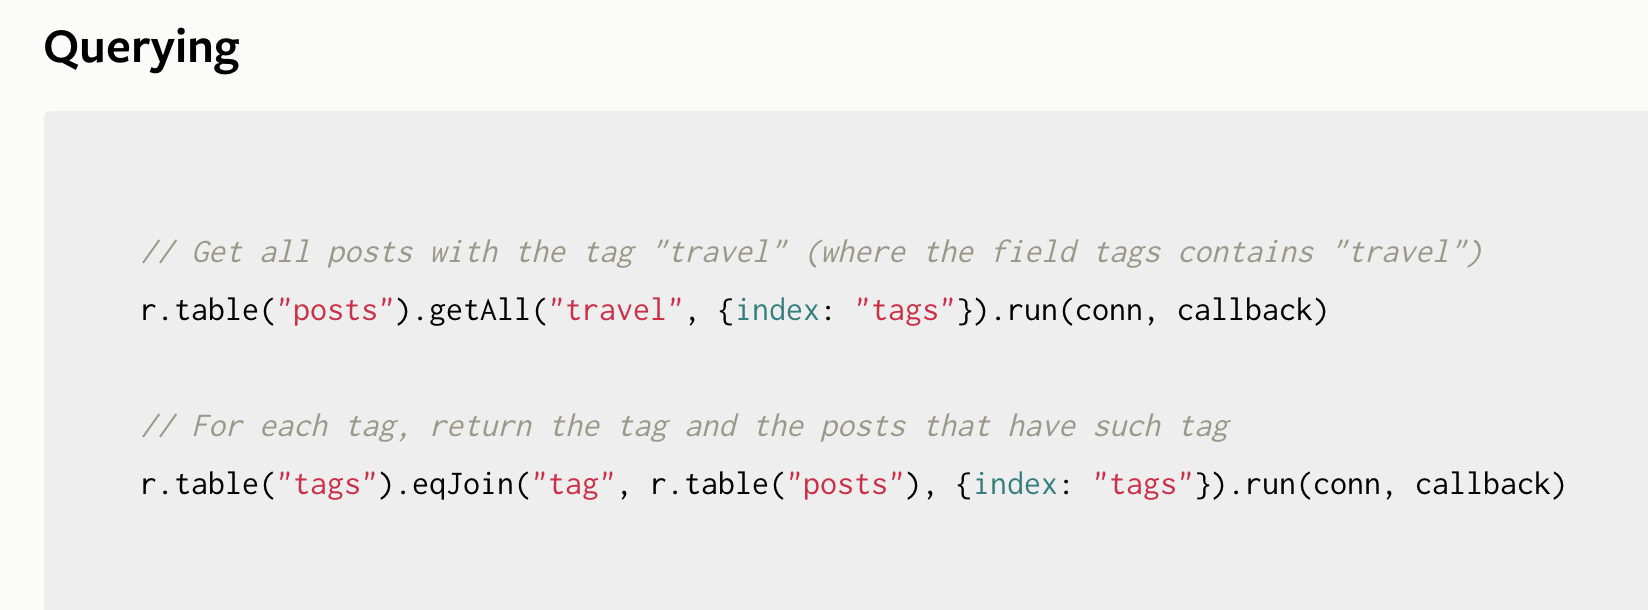 Querying
// Get all posts with the tag "travel" (where the field tags contains "travel")
r.table("posts").getAll("travel", {index: "tags"}).run(conn, callback)
// For each tag, return the tag and the posts that have such tag
r.table("tags").eqJoin("tag", r.table("posts"), {index: "tags"}).run(conn, callback)